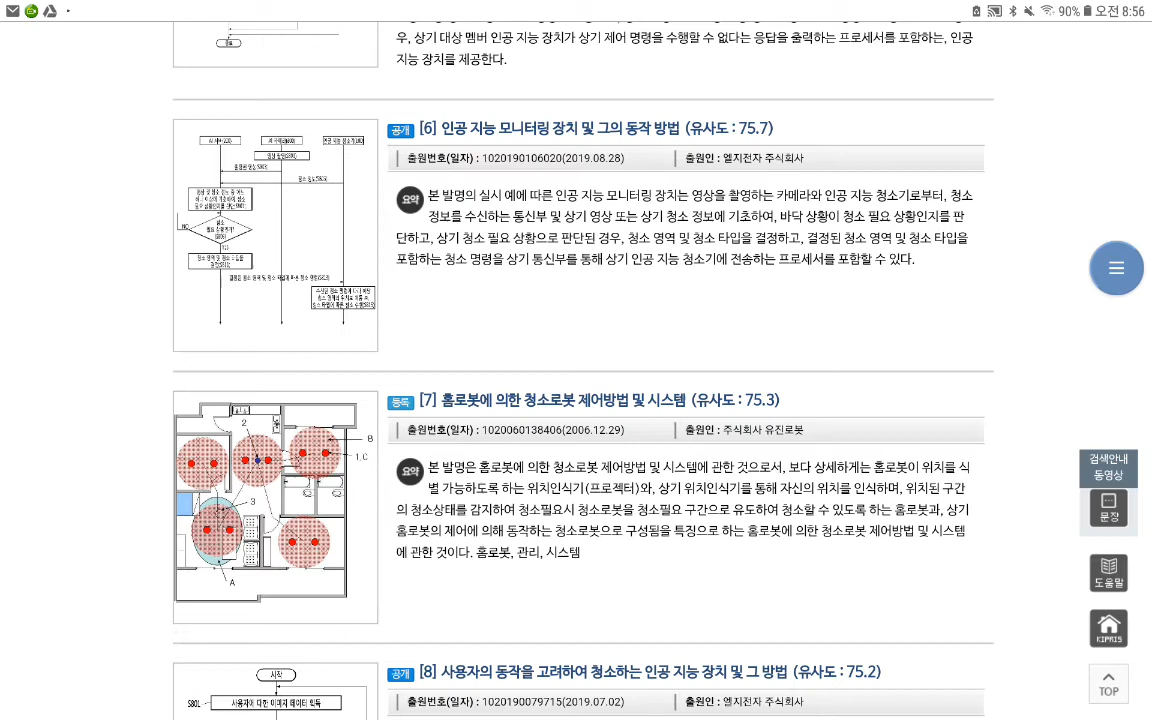 90% 오전 8:56
우, 상기 대상 멤버 인공 지능 장치가 상기 제어 명령을 수행할 수 없다는 응답을 출력하는 프로세서를 포함하는, 인공
지능 장치를 제공한다.
종료
공개 [6] 인공 지능 모니터링 장치 및 그의 동작 방법 (유사도 : 75.7)
출원번호(일자) : 1020190106020(2019.08.28) 출원인 : 엘지전자 주식회사
요약 본 발명의 실시 예에 따른 인공 지능 모니터링 장치는 영상을 촬영하는 카메라와 인공 지능 청소기로부터, 청소
정보를 수신하는 통신부 및 상기 영상 또는 상기 청소 정보에 기초하여, 바닥 상황이 청소 필요 상황인지를 판
단하고, 상기 청소 필요 상황으로 판단된 경우, 청소 영역 및 청소 타입을 결정하고, 결정된 청소 영역 및 청소 타입을
포함하는 청소 명령을 상기 통신부를 통해 상기 인공 지능 청소기에 전송하는 프로세서를 포함할 수 있다.
NO
YES
등록 [7] 홈로봇에 의한 청소로봇 제어방법 및 시스템 (유사도 : 75.3)
출원번호(일자) : 1020060138406(2006.12.29) 출원인 : 주식회사 유진로봇
요약 본 발명은 홈로봇에 의한 청소로봇 제어방법 및 시스템에 관한 것으로서, 보다 상세하게는 홈로봇이 위치를 식
별 가능하도록 하는 위치인식기(프로젝터)와, 상기 위치인식기를 통해 자신의 위치를 인식하며, 위치된 구간
의 청소상태를 감지하여 청소필요시 청소로봇을 청소필요 구간으로 유도하여 청소할 수 있도록 하는 홈로봇과, 상기
홈로봇의 제어에 의해 동작하는 청소로봇으로 구성됨을 특징으로 하는 홈로봇에 의한 청소로봇 제어방법 및 시스템
에 관한 것이다. 홈로봇, 관리, 시스템
2
B
1,C
3
A
공개 [8] 사용자의 동작을 고려하여 청소하는 인공 지능 장치 및 그 방법 (유사도 : 75.2)
출원번호(일자) : 1020190079715(2019.07.02) 출원인 : 엘지전자 주식회사
시작
S801 사용자에 대한 이미지 데이터 획득
검색안내
동영상
문장
도움말
KIPRIS
TOP